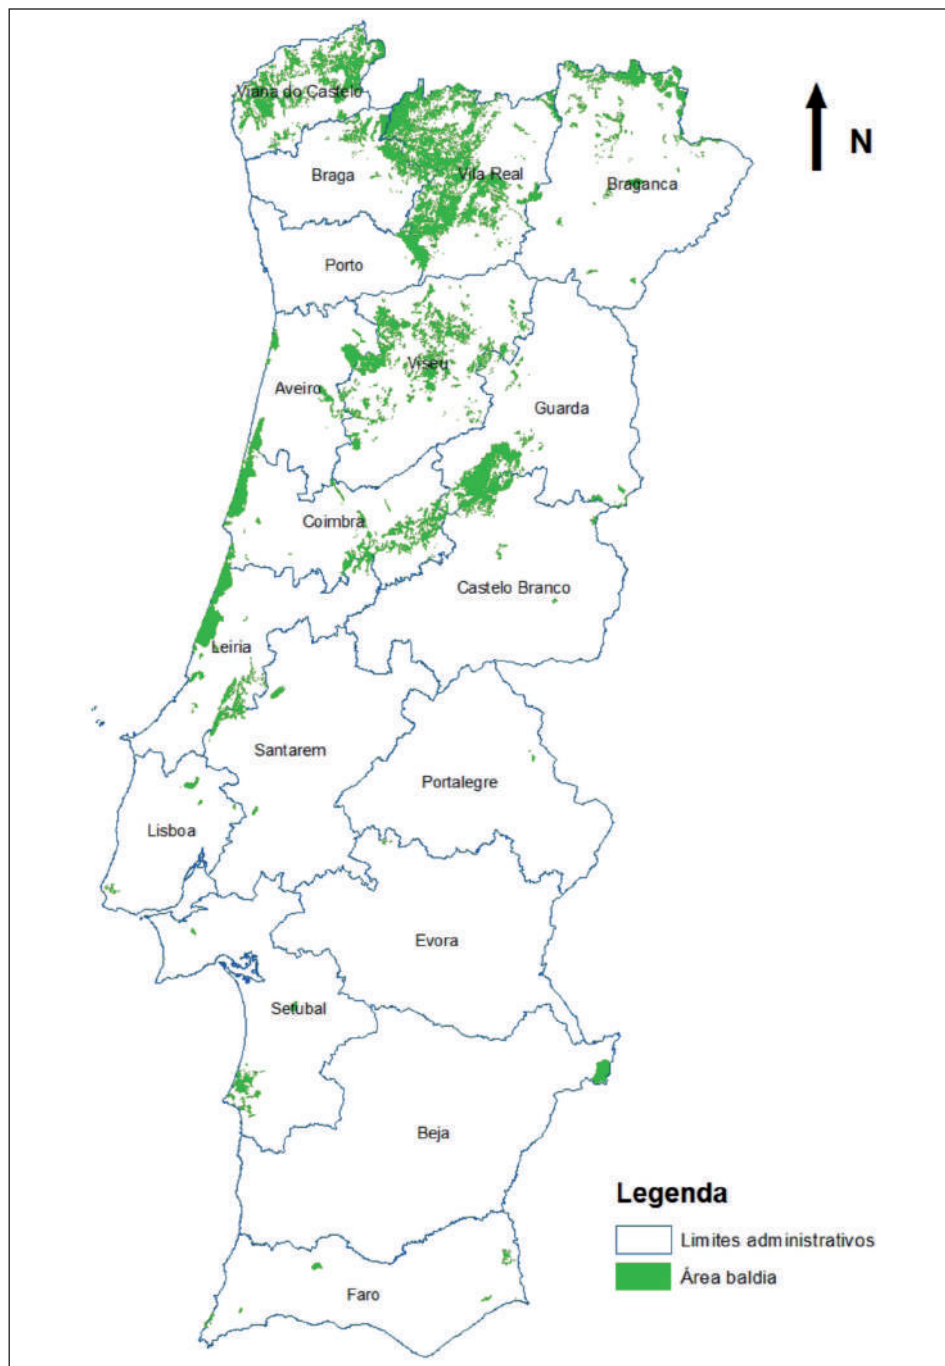 Viana do Castelo
N
Vila Real
Braga
Braganca
Porto
Viseu
Aveiro
Guarda
Coimbra
Castelo Branco
Leiria
Santarem
Portalegre
Lisboa
Evora
Setubal
Beja
Legenda
Limites administrativos
Área baldia
Faro